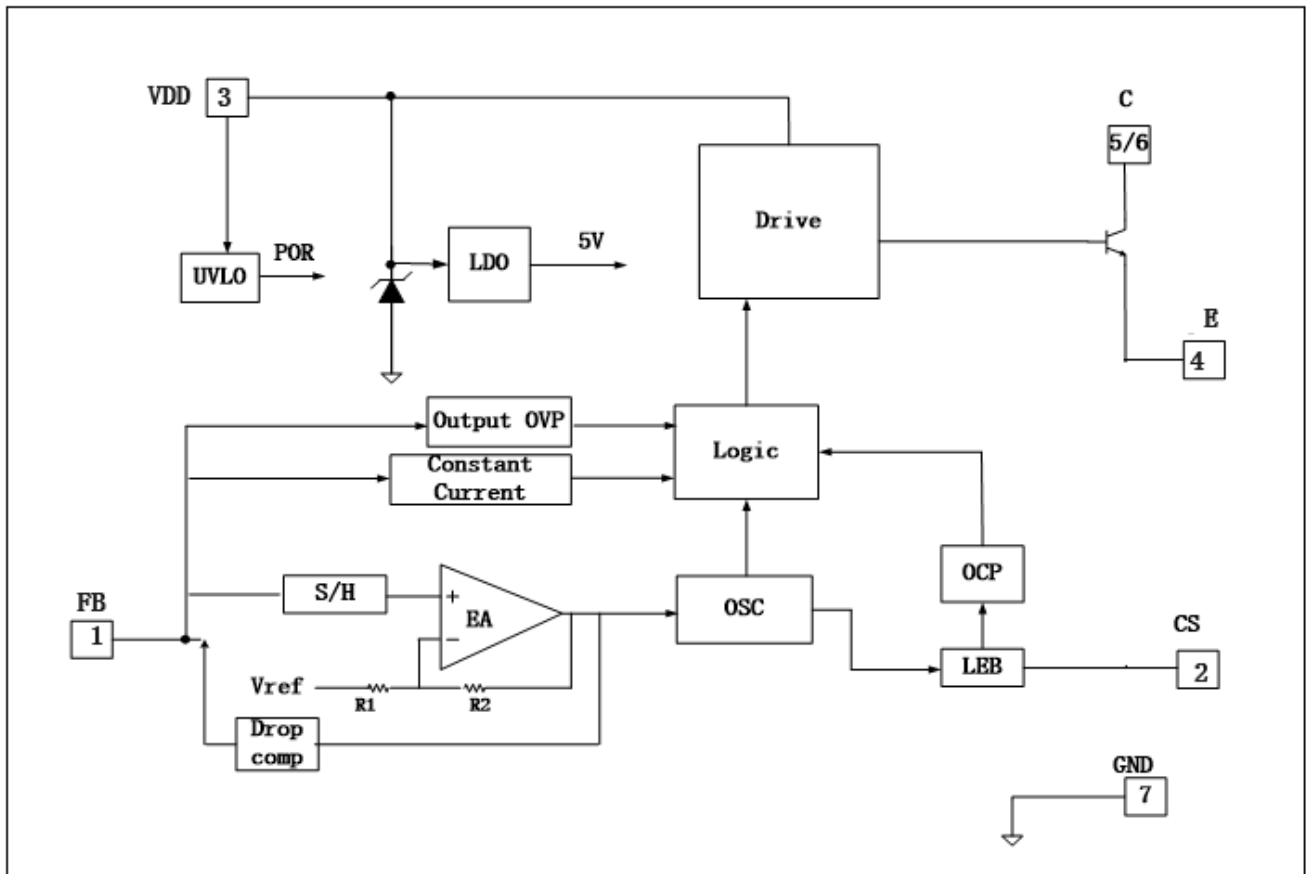 VDD 3
C
5/6
Drive
UVLO
POR
LDO
5V
E
4
Output OVP
Constant
Current
Logic
S/H
+
EA
−
OSC
OCP
FB
1
LEB
CS
2
Vref
R1
R2
Drop
comp
GND
7